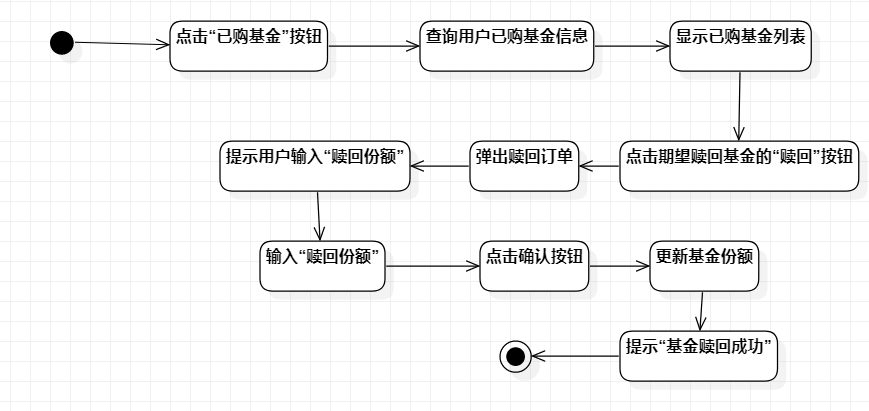 点击“已购基金”按钮
查询用户已购基金信息
显示已购基金列表
点击期望赎回基金的“赎回”按钮
弹出赎回订单
提示用户输入“赎回份额”
输入“赎回份额”
点击确认按钮
更新基金份额
提示“基金赎回成功”